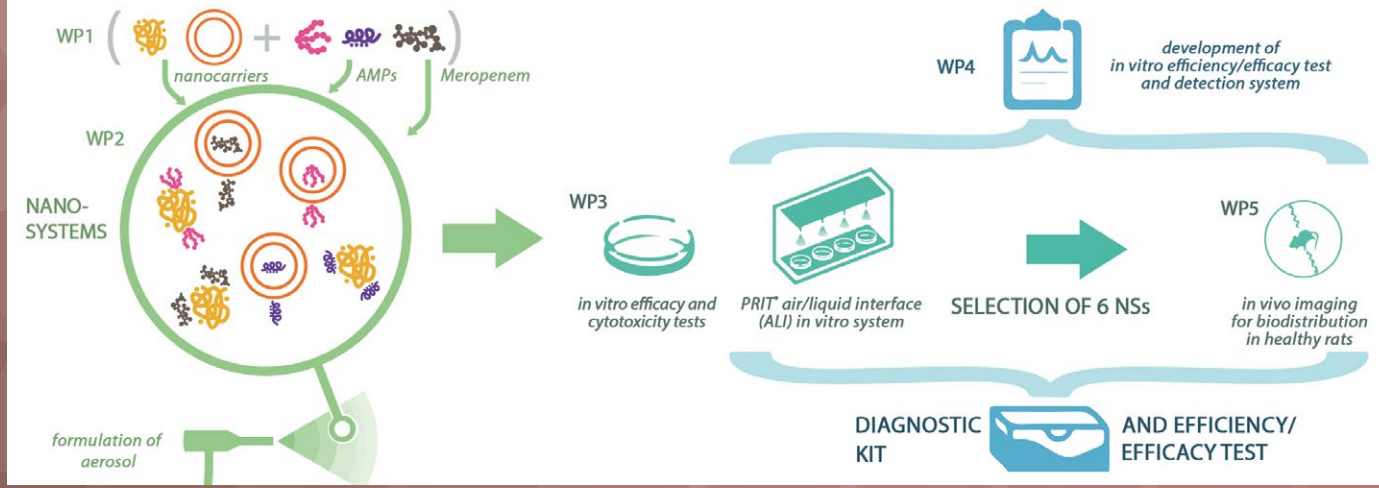 WP1
nanocarriers
AMPs
Meropenem
WP2
NANO-
SYSTEMS
formulation of
aerosol
WP3
in vitro efficacy and
cytotoxicity tests
PRIT* air/liquid interface
(ALI) in vitro system
WP4
development of
in vitro efficiency/efficacy test
and detection system
SELECTION OF 6 NSs
WP5
in vivo imaging
for biodistribution
in healthy rats
DIAGNOSTIC
KIT
AND EFFICIENCY/
EFFICACY TEST